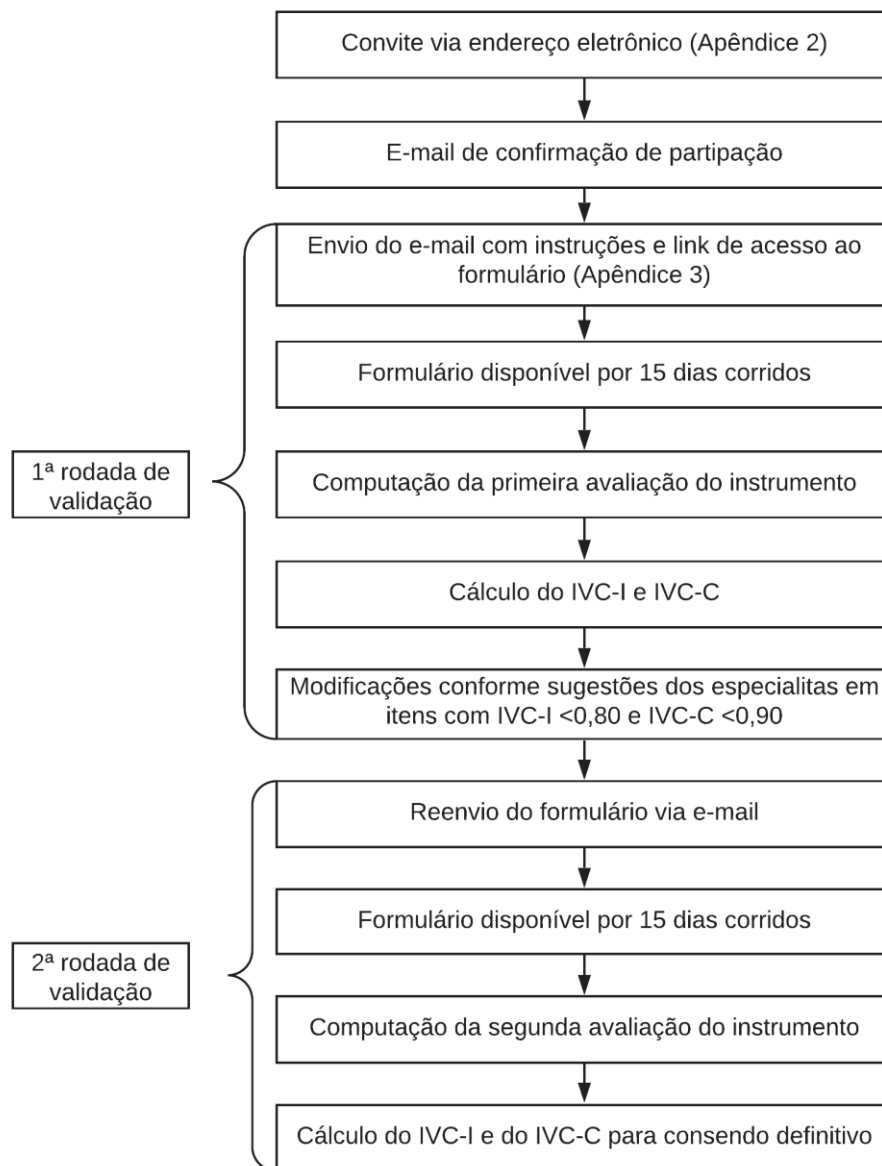 Convite via endereço eletrônico (Apêndice 2)
E-mail de confirmação de partipação
Envio do e-mail com instruções e link de acesso ao
formulário (Apêndice 3)
Formulário disponível por 15 dias corridos
1ª rodada de
validação
Computação da primeira avaliação do instrumento
Cálculo do IVC-I e IVC-C
Modificações conforme sugestões dos especialitas em
itens com IVC-I <0,80 e IVC-C <0,90
Reenvio do formulário via e-mail
Formulário disponível por 15 dias corridos
2ª rodada de
validação
Computação da segunda avaliação do instrumento
Cálculo do IVC-I e do IVC-C para consendo definitivo